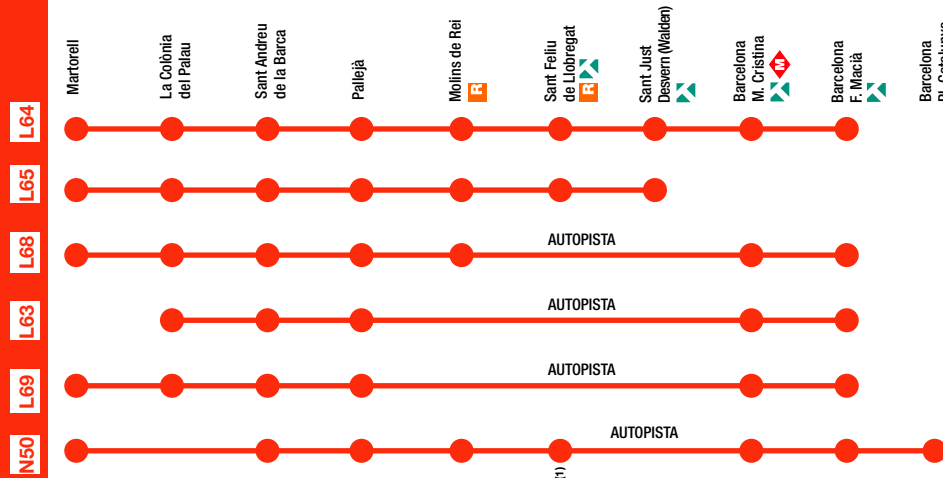 Martorell
La Colònia
del Palau
Sant Andreu
de la Barca
Pallejà
Molins de Rei
R
Sant Feliu
de Llobregat
R
Sant Just
Desvern (Walden)
Barcelona
M. Cristina
M
Barcelona
F. Macià
Barcelona
L64
L65
L68
AUTOPISTA
L63
AUTOPISTA
L69
AUTOPISTA
N50
AUTOPISTA
(1)